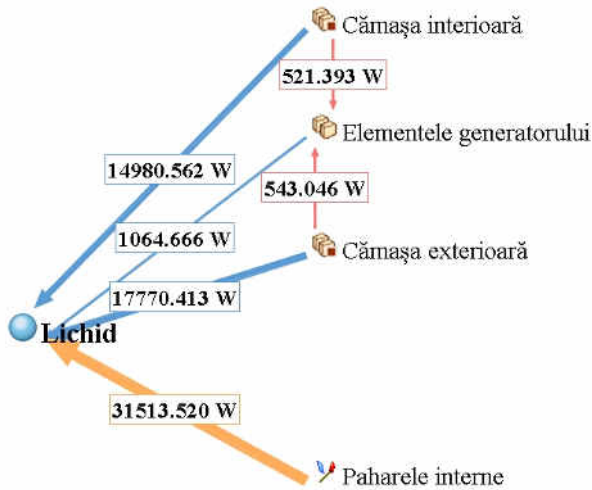 Cămașa interioară
521.393 W
Elementele generatorului
14980.562 W
543.046 W
1064.666 W
Cămașa exterioară
17770.413 W
Lichid
31513.520 W
Paharele interne